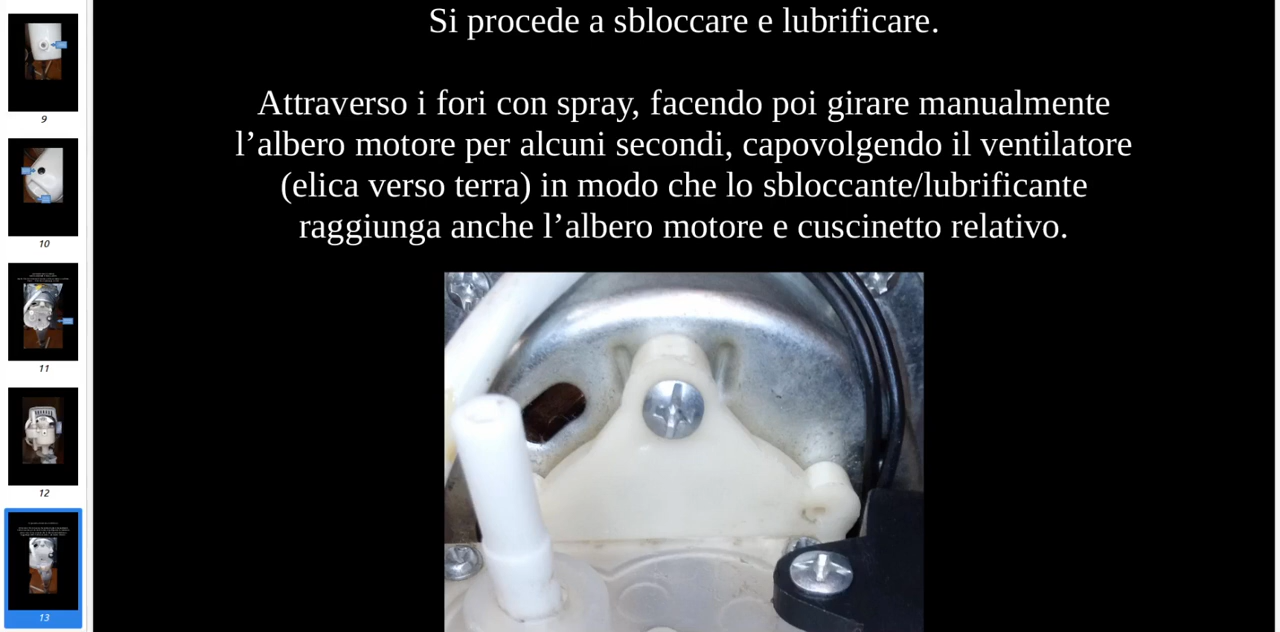 Si procede a sbloccare e lubrificare.
Attraverso i fori con spray, facendo poi girare manualmente
l’albero motore per alcuni secondi, capovolgendo il ventilatore
(elica verso terra) in modo che lo sbloccante/lubrificante
raggiunga anche l’albero motore e cuscinetto relativo.
9
10
11
12
13